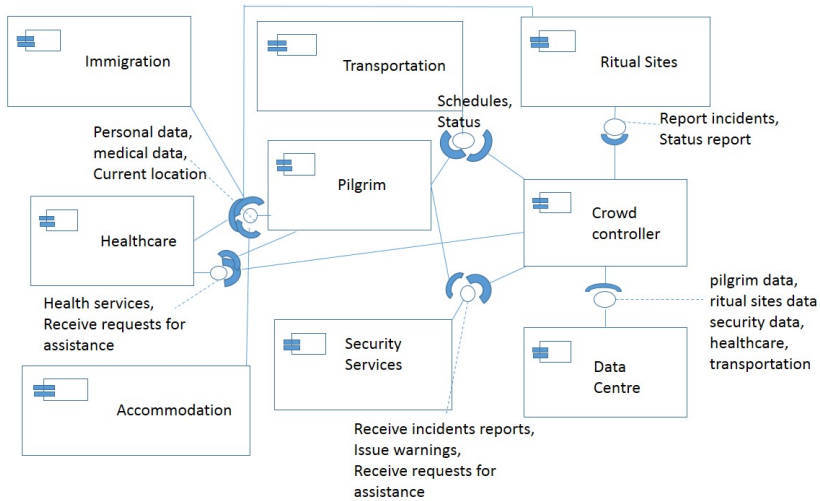 Immigration
Transportation
Ritual Sites
Schedules,
Status
Report incidents,
Status report
Personal data,
medical data,
Current location
Pilgrim
Healthcare
Crowd
controller
Health services,
Receive requests for
assistance
pilgrim data,
ritual sites data
security data,
healthcare,
transportation
Security
Services
Data
Centre
Accommodation
Receive incidents reports,
Issue warnings,
Receive requests for
assistance